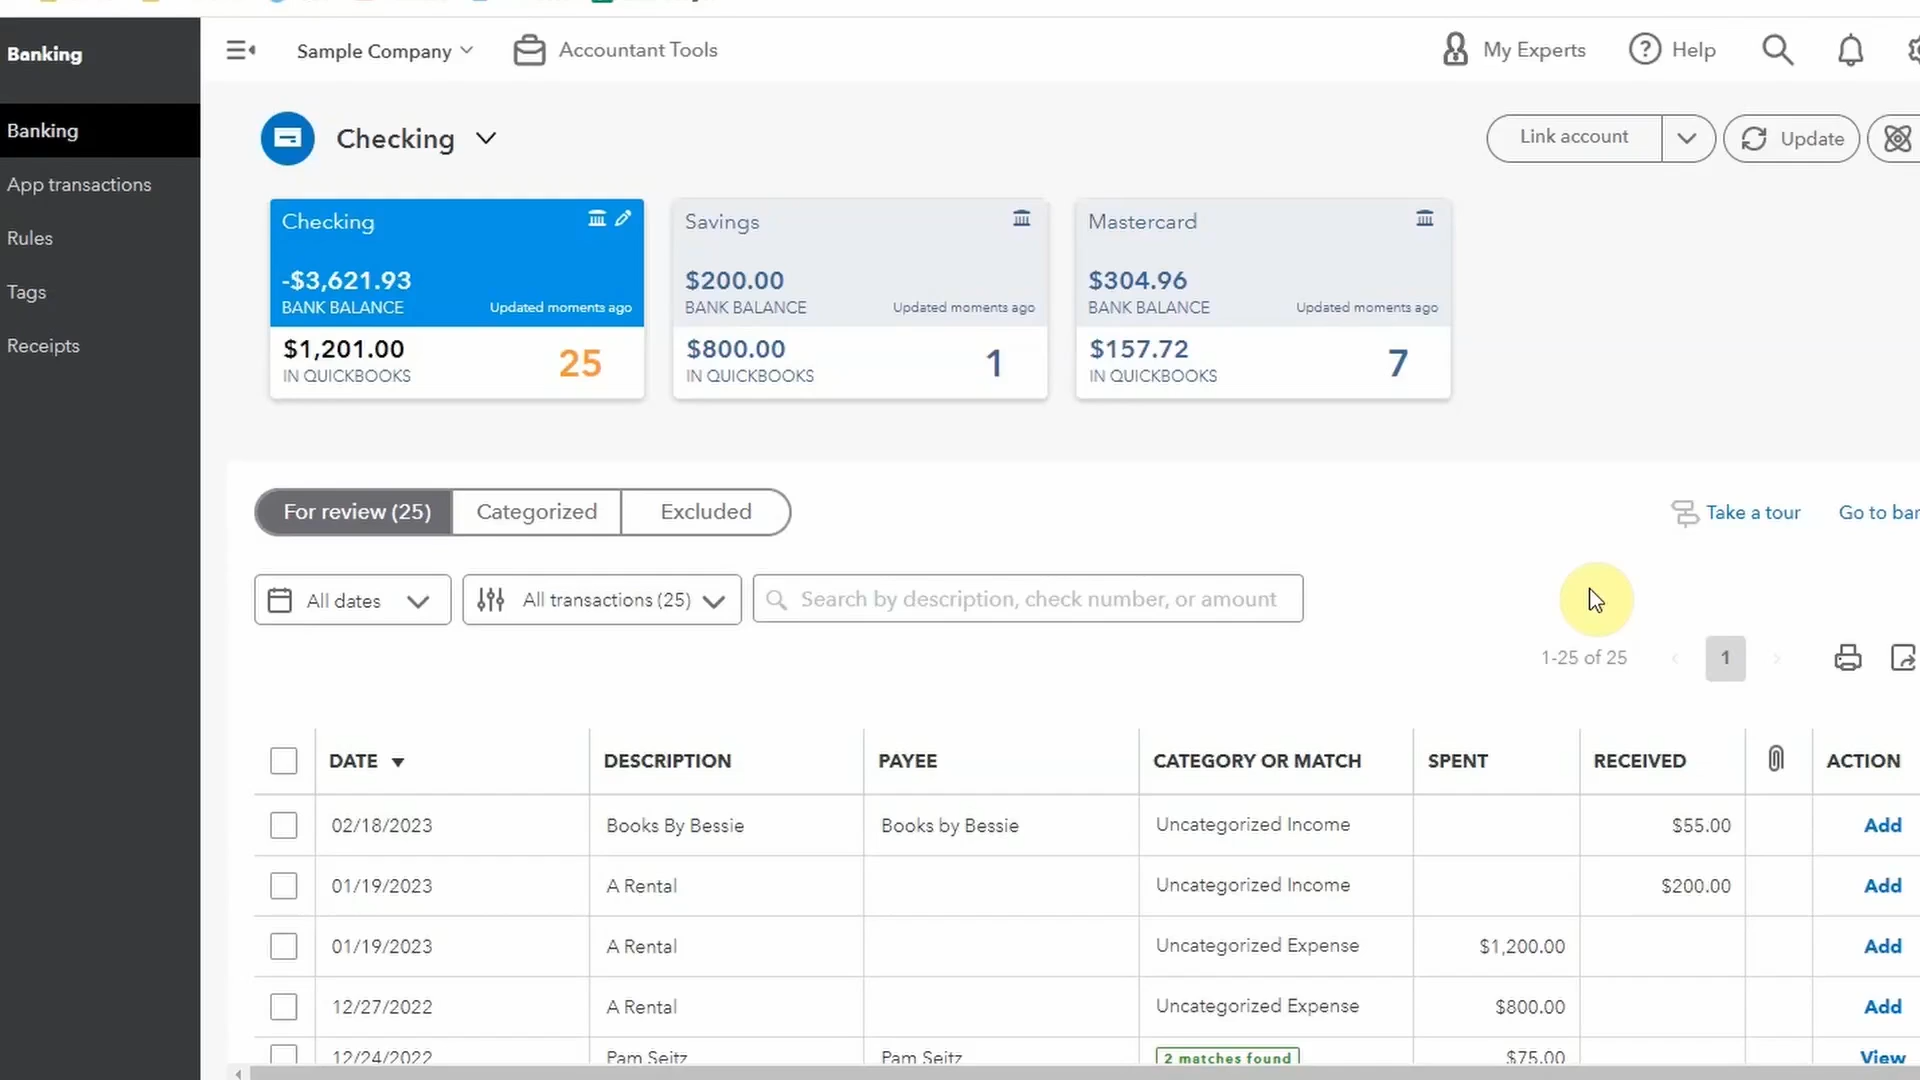 Banking
Sample Company
Accountant Tools
My Experts
Help
Banking
App transactions
Rules
Tags
Receipts
Checking
Link account
Update
Checking
-$3,621.93
BANK BALANCE
Updated moments ago
$1,201.00
IN QUICKBOOKS
25
Savings
$200.00
BANK BALANCE
Updated moments ago
$800.00
IN QUICKBOOKS
1
Mastercard
$304.96
BANK BALANCE
Updated moments ago
$157.72
IN QUICKBOOKS
7
For review (25)
Categorized
Excluded
Take a tour
Go to
All dates
All transactions (25)
Search by description, check number, or amount
1-25 of 25
1
DATE DESCRIPTION PAYEE CATEGORY OR MATCH SPENT RECEIVED ACTION
02/18/2023 Books By Bessie Books by Bessie Uncategorized Income $55.00 Add
01/19/2023 A Rental Uncategorized Income $200.00 Add
01/19/2023 A Rental Uncategorized Expense $1,200.00 Add
12/27/2022 A Rental Uncategorized Expense $800.00 Add
12/24/2022 Pam Seitz Pam Seitz 2 matches found $75.00 View